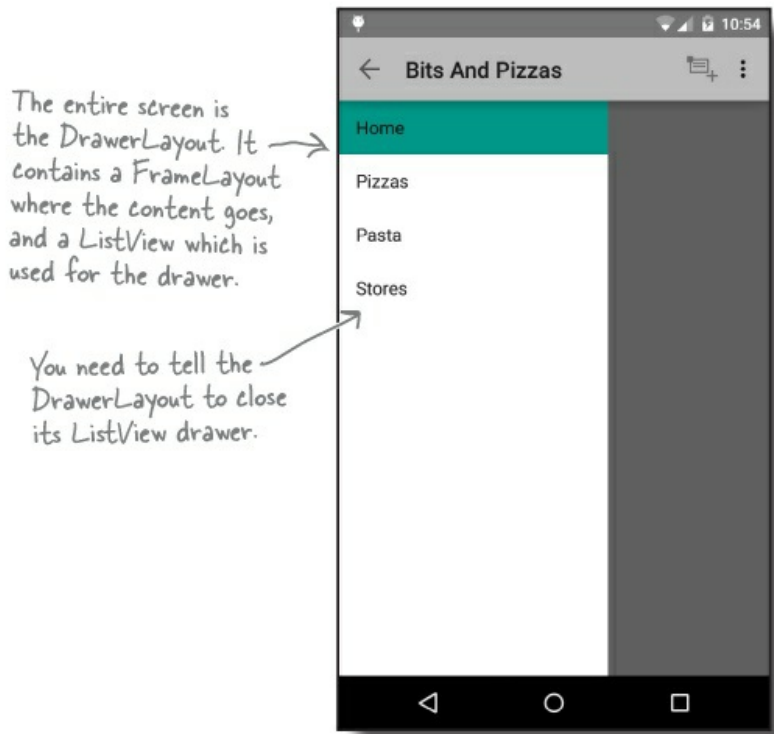 The entire screen is
the DrawerLayout. It
contains a FrameLayout
where the content goes,
and a ListView which is
used for the drawer.
You need to tell the
DrawerLayout to close
its ListView drawer.
10:54
Bits And Pizzas
Home
Pizzas
Pasta
Stores